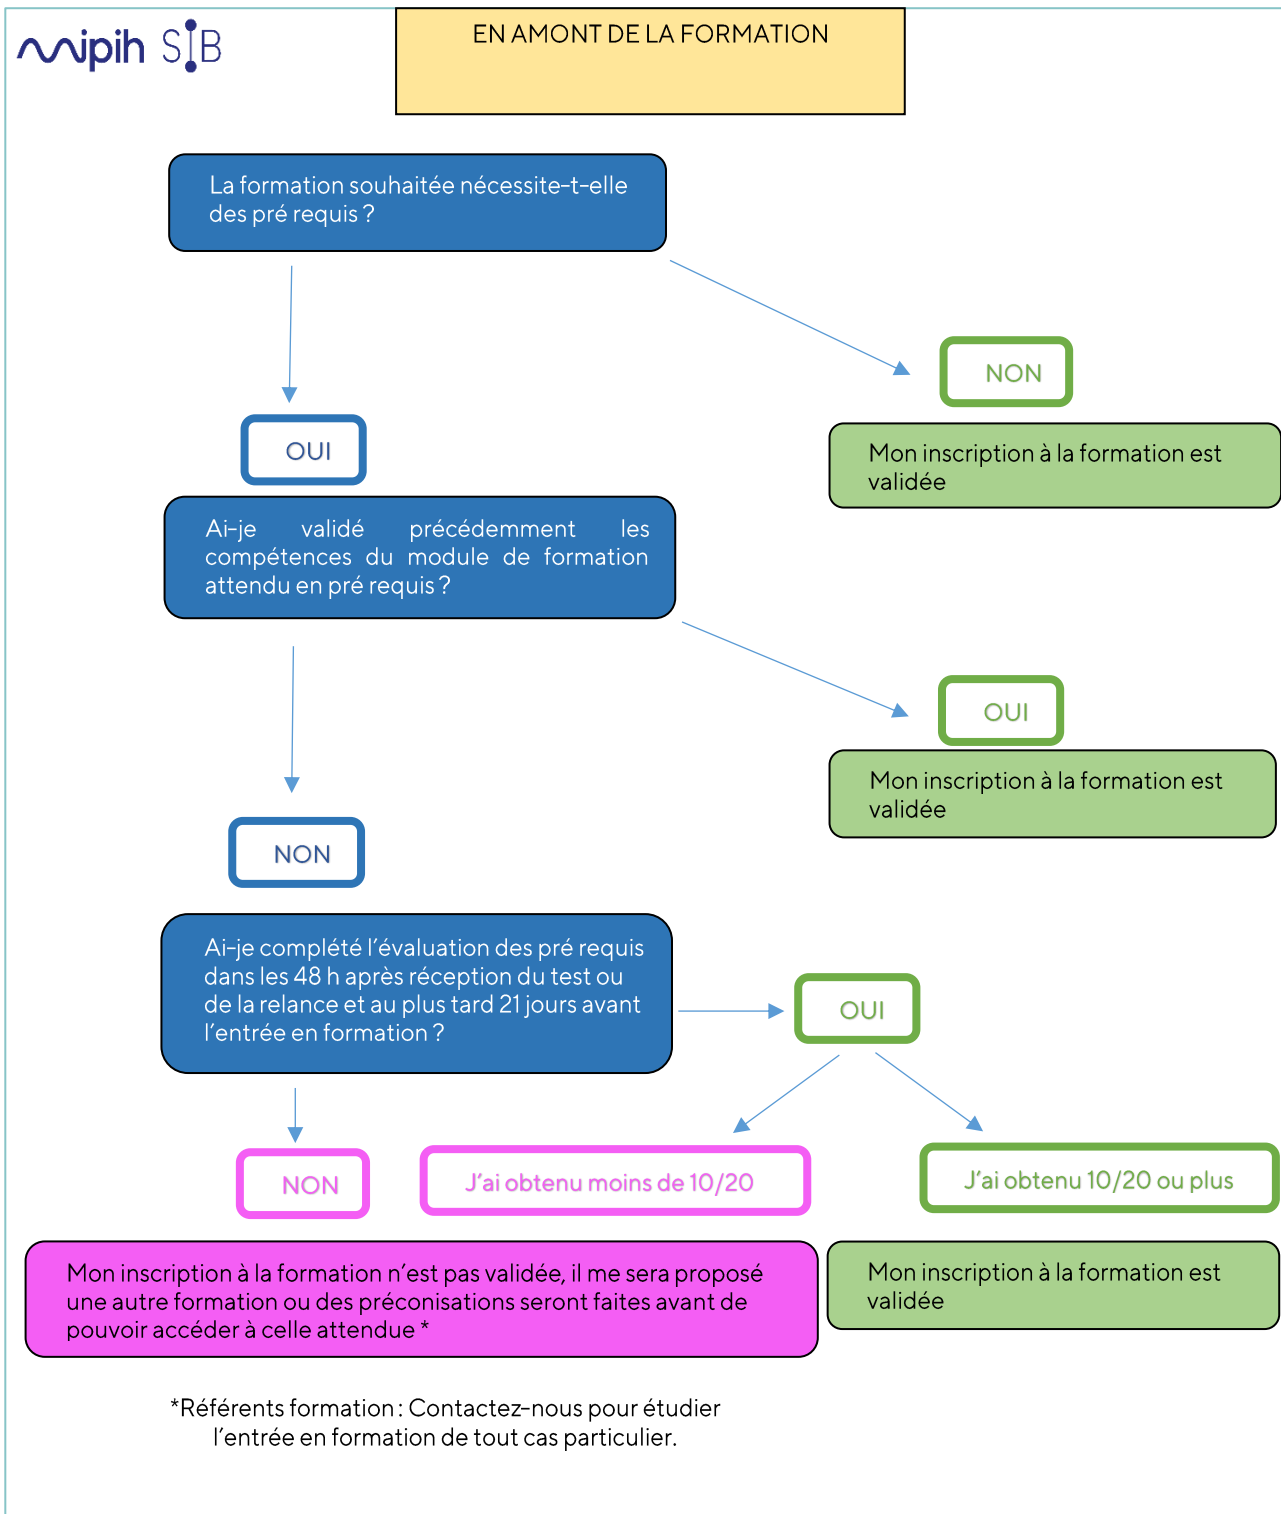 mipih SIB
EN AMONT DE LA FORMATION
La formation souhaitée nécessite-t-elle
des pré requis ?
NON
Mon inscription à la formation est
validée
OUI
Ai-je validé précédemment les
compétences du module de formation
attendu en pré requis ?
OUI
Mon inscription à la formation est
validée
NON
Ai-je complété l'évaluation des pré requis
dans les 48 h après réception du test ou
de la relance et au plus tard 21 jours avant
l'entrée en formation ?
OUI
NON
J'ai obtenu moins de 10/20
J'ai obtenu 10/20 ou plus
Mon inscription à la formation n'est pas validée, il me sera proposé
une autre formation ou des préconisations seront faites avant de
pouvoir accéder à celle attendue *
Mon inscription à la formation est
validée
*Référents formation : Contactez-nous pour étudier
l'entrée en formation de tout cas particulier.